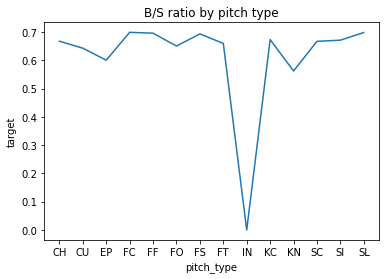 B/S ratio by pitch type
0.7
0.6
0.5
0.4
0.3
0.2
0.1
0.0
target
CH CU EP FC FF FO FS FT IN KC KN SC SI SL
pitch_type